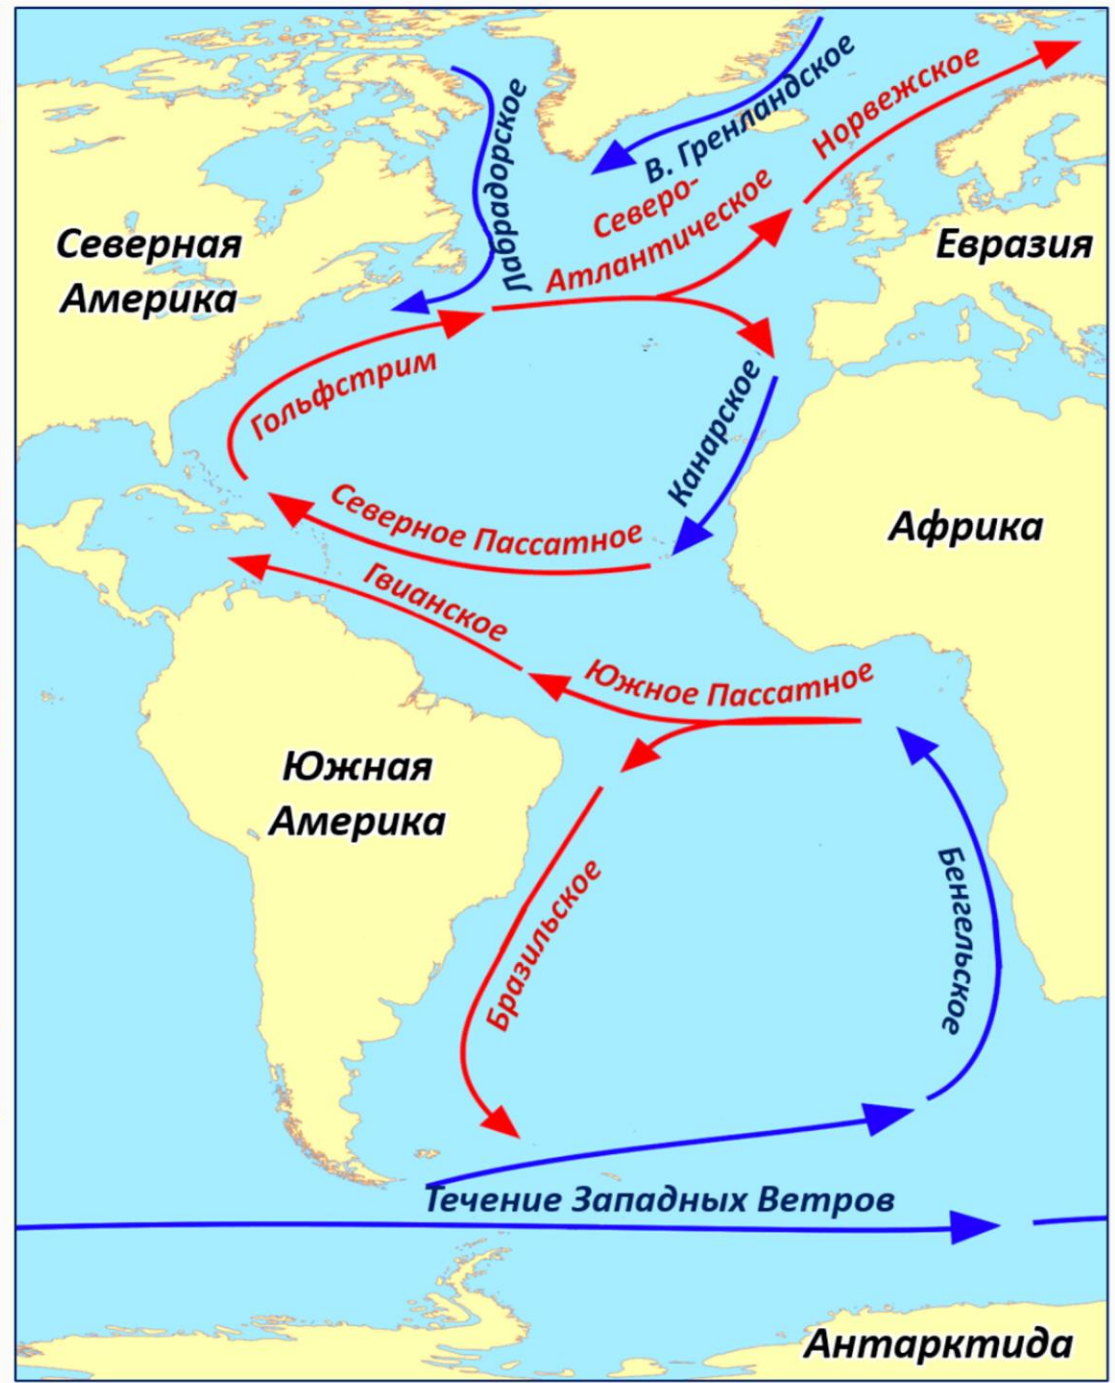 Лабрадорское
В. Гренландское
Норвежское
Северо-
Атлантическое
Северная
Америка
Евразия
Гольфстрим
Канарское
Северное Пассатное
Африка
Гвианское
Южное Пассатное
Южная
Америка
Бразильское
Бенгельское
Течение Западных Ветров
Антарктида